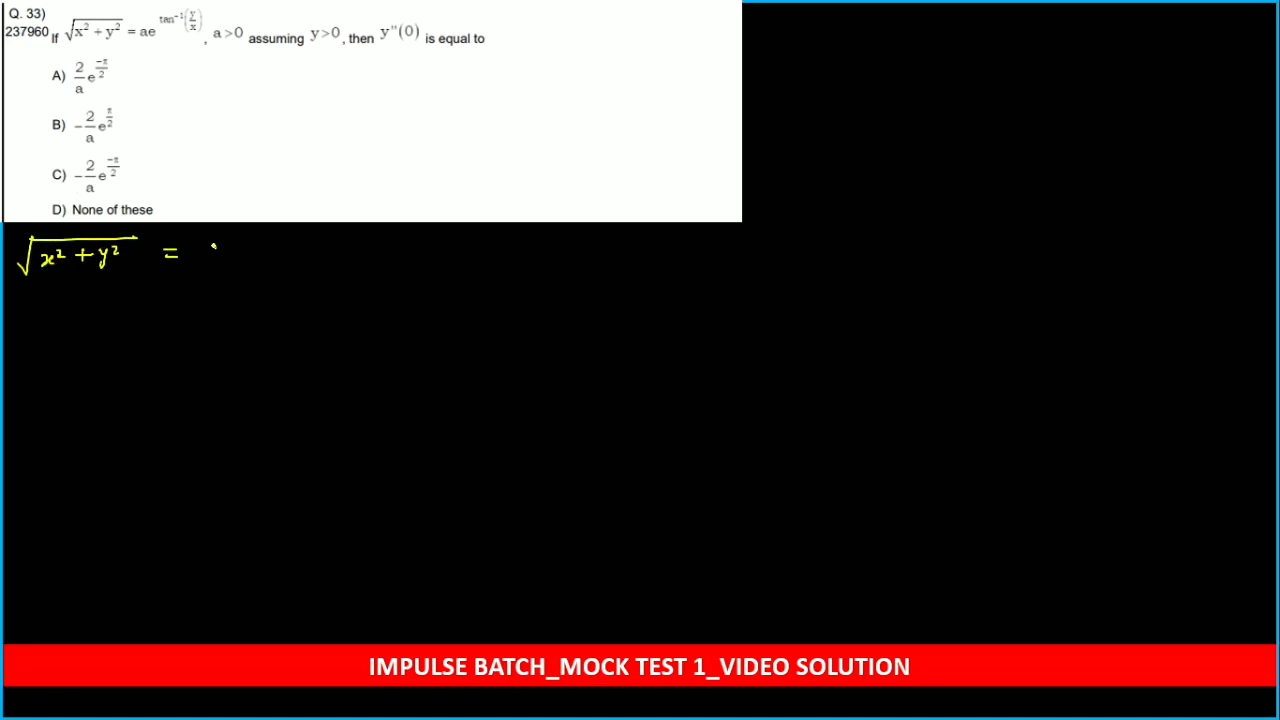 Q. 33)
237960 If √x² + y² = ae^tan⁻¹(y/x) , a > 0 assuming y > 0 , then y"(0) is equal to
A) 2/a e^(-π/2)
B) -2/a e^(π/2)
C) -2/a e^(-π/2)
D) None of these
√x² + y² =
IMPULSE BATCH_MOCK TEST 1_VIDEO SOLUTION